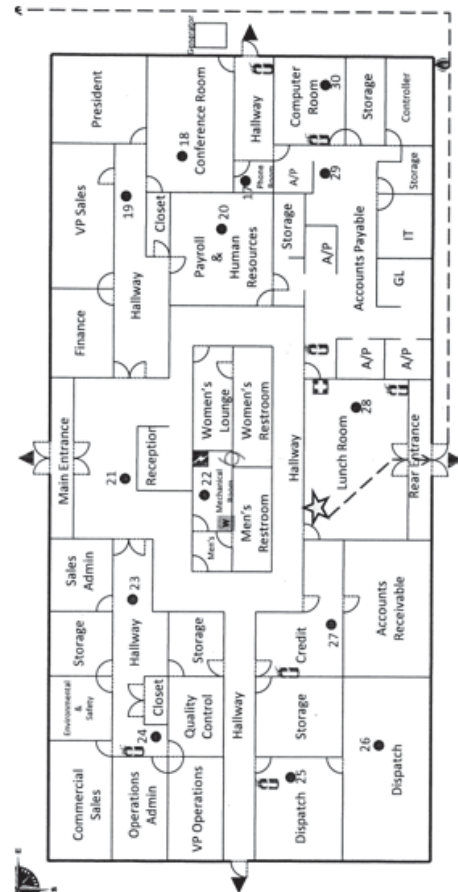 Generator
President
VP Sales
Finance
Main Entrance
Sales
Admin
Storage
Environmental
&
Safety
Commercial
Sales
Conference Room
18
19
Hallway
Closet
21
Reception
23
Hallway
Closet
24
Operations
Admin
Hallway
17
Phone
Room
20
Payroll
&
Human
Resources
Women's
Lounge
22
Mechanical
Room
Men's
W
Storage
Quality
Control
VP Operations
Women's
Restroom
Men's
Restroom
Hallway
Hallway
Computer
Room
30
Storage
Controller
A/P
29
Storage
Storage
A/P
Accounts Payable
IT
GL
A/P
A/P
Lunch Room
28
Rear Entrance
Credit
27
Accounts
Receivable
Storage
25
Dispatch
26
Dispatch